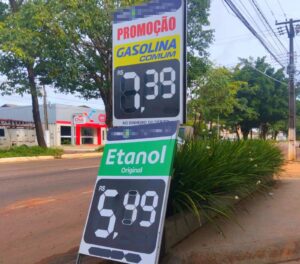 PROMOÇÃO
GASOLINA
COMUM
R$
7,39
Etanol
Original
R$
5,99